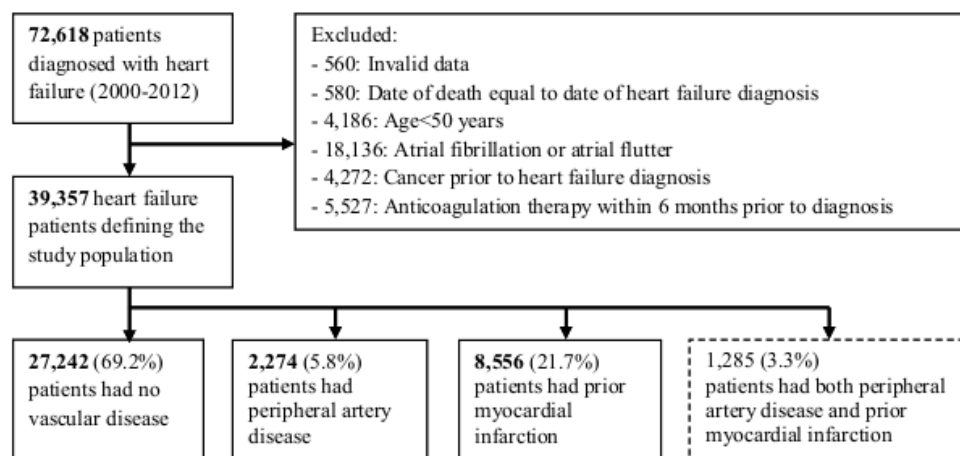 72,618 patients
diagnosed with heart
failure (2000-2012)
Excluded:
- 560: Invalid data
- 580: Date of death equal to date of heart failure diagnosis
- 4,186: Age<50 years
- 18,136: Atrial fibrillation or atrial flutter
- 4,272: Cancer prior to heart failure diagnosis
- 5,527: Anticoagulation therapy within 6 months prior to diagnosis
39,357 heart failure
patients defining the
study population
27,242 (69.2%)
patients had no
vascular disease
2,274 (5.8%)
patients had
peripheral artery
disease
8,556 (21.7%)
patients had prior
myocardial
infarction
1,285 (3.3%)
patients had both peripheral
artery disease and prior
myocardial infarction